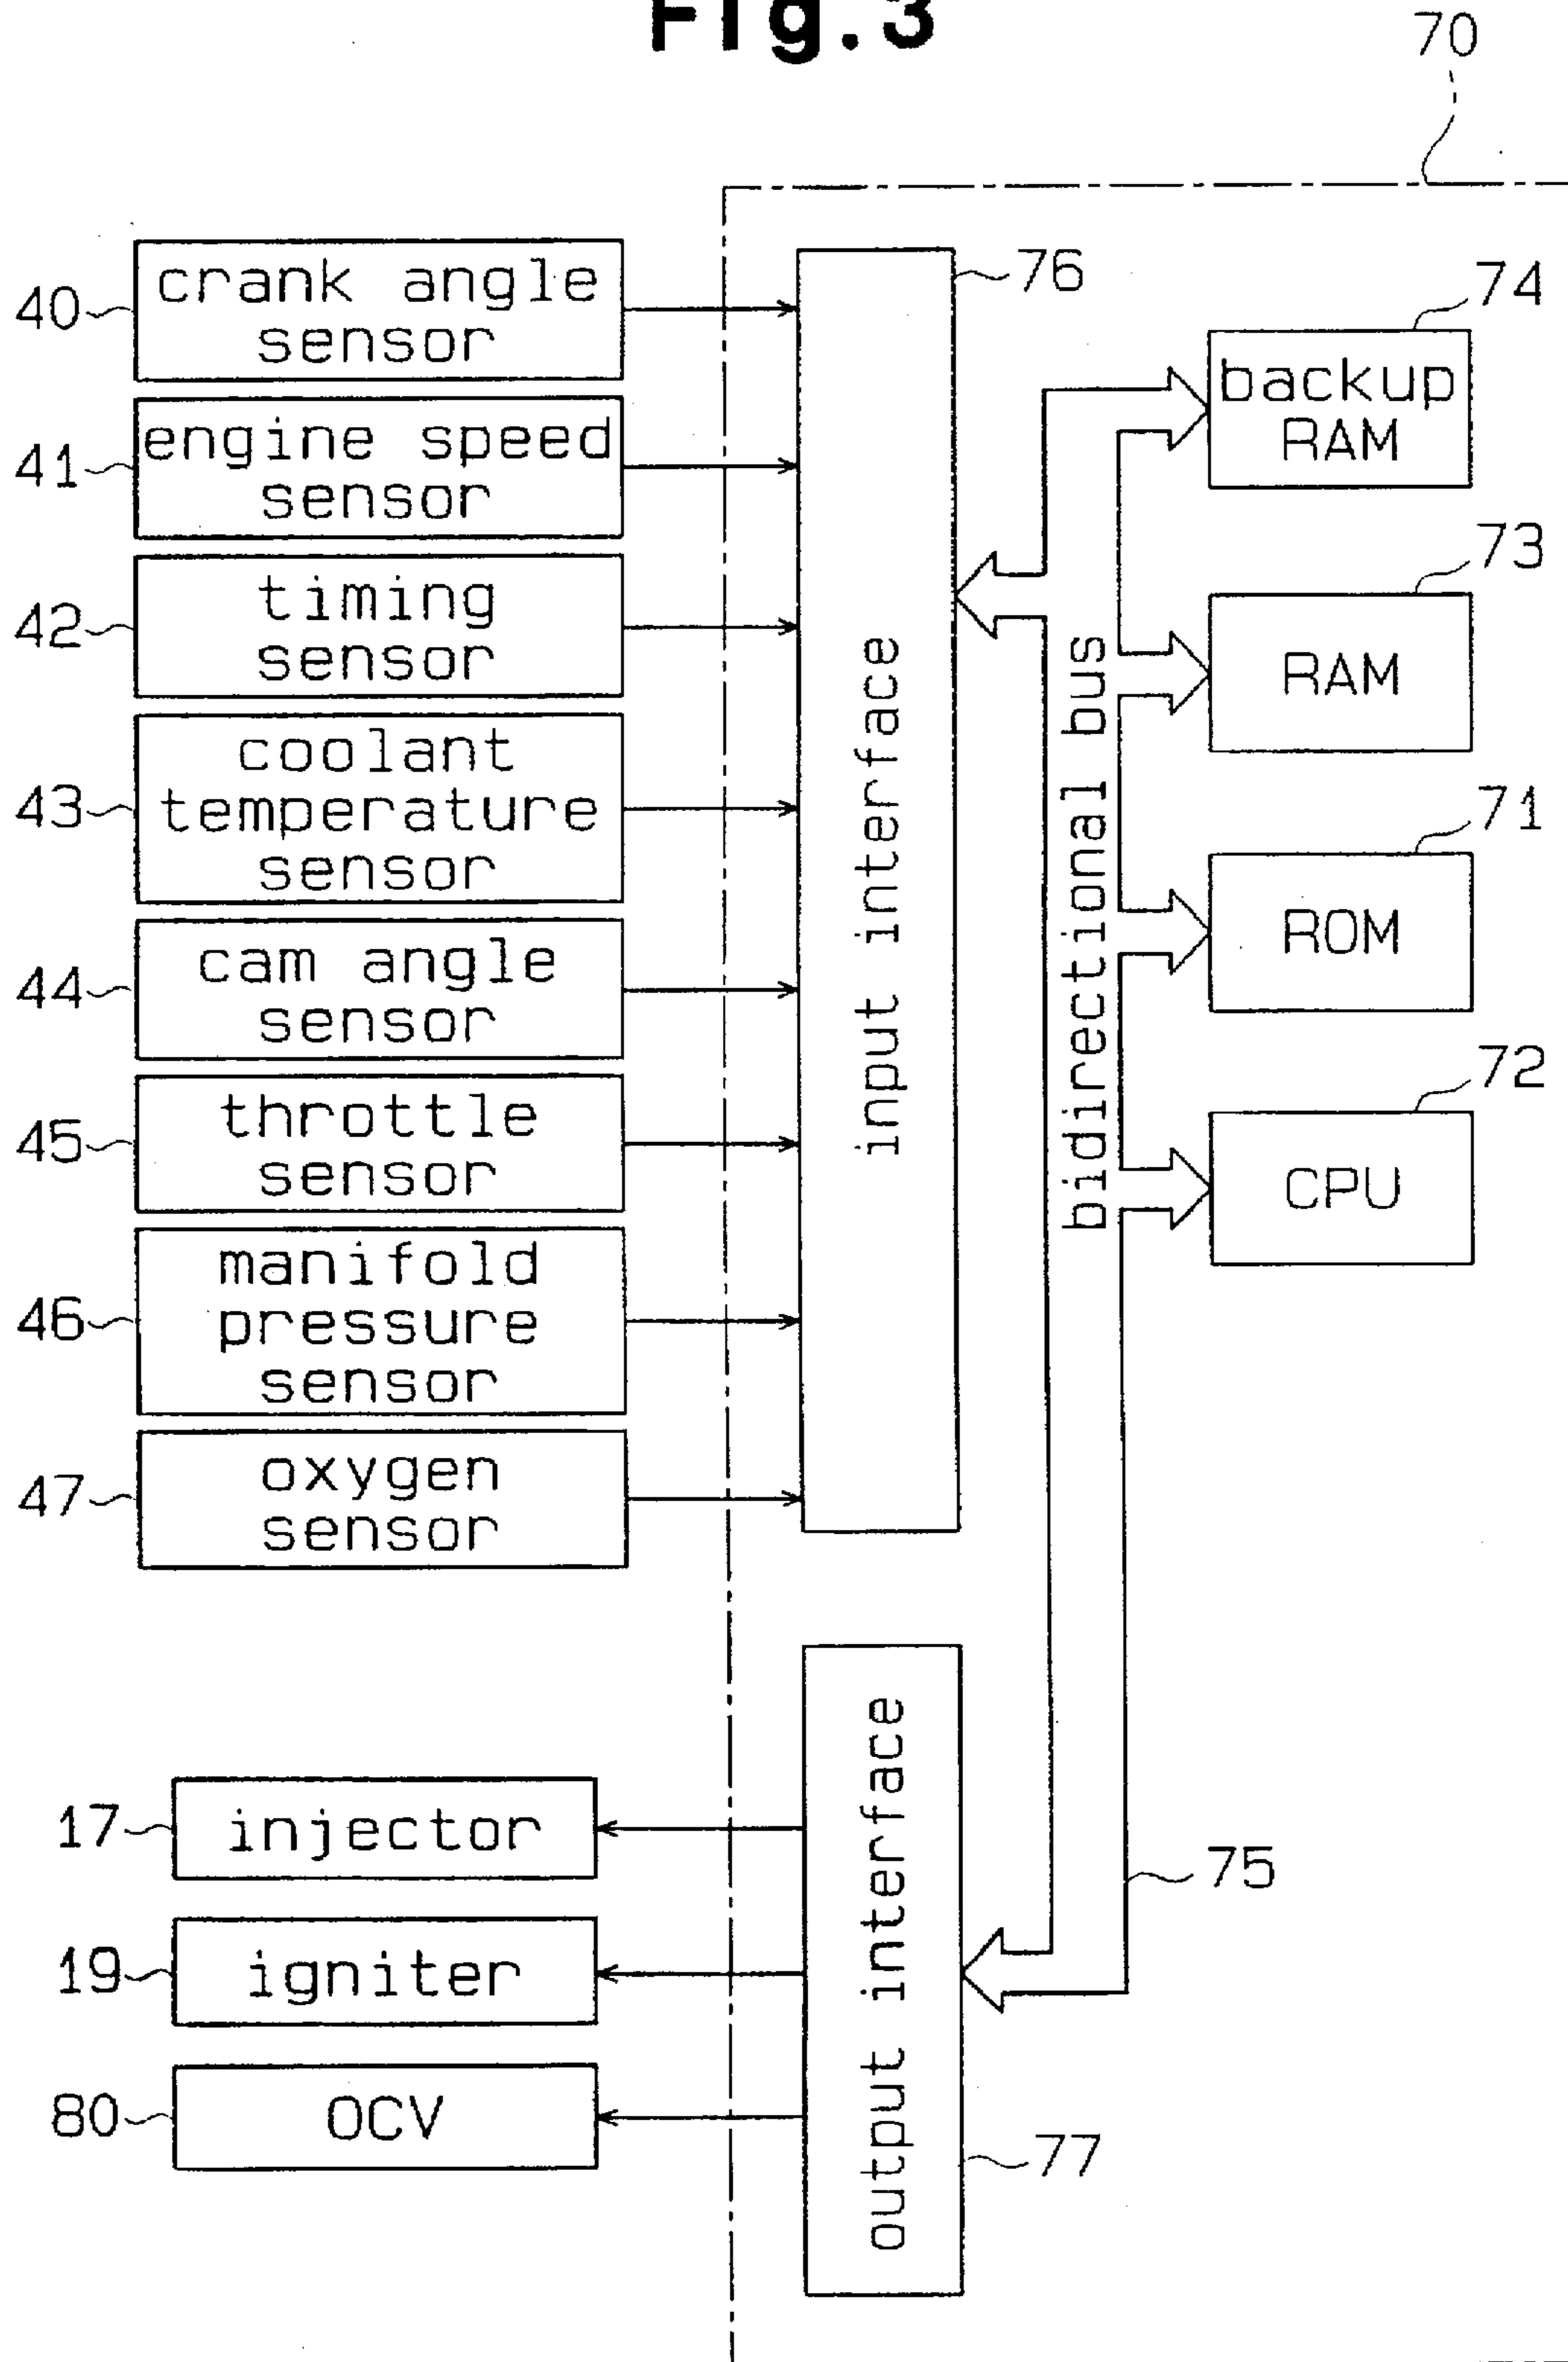 Fig.3
70
40
crank angle
sensor
41
engine speed
sensor
42
timing
sensor
43
coolant
temperature
sensor
44
cam angle
sensor
45
throttle
sensor
46
manifold
pressure
sensor
47
oxygen
sensor
input interface
76
bidirectional bus
74
backup
RAM
73
RAM
71
ROM
72
CPU
17
injector
19
igniter
80
OCV
output interface
75
77